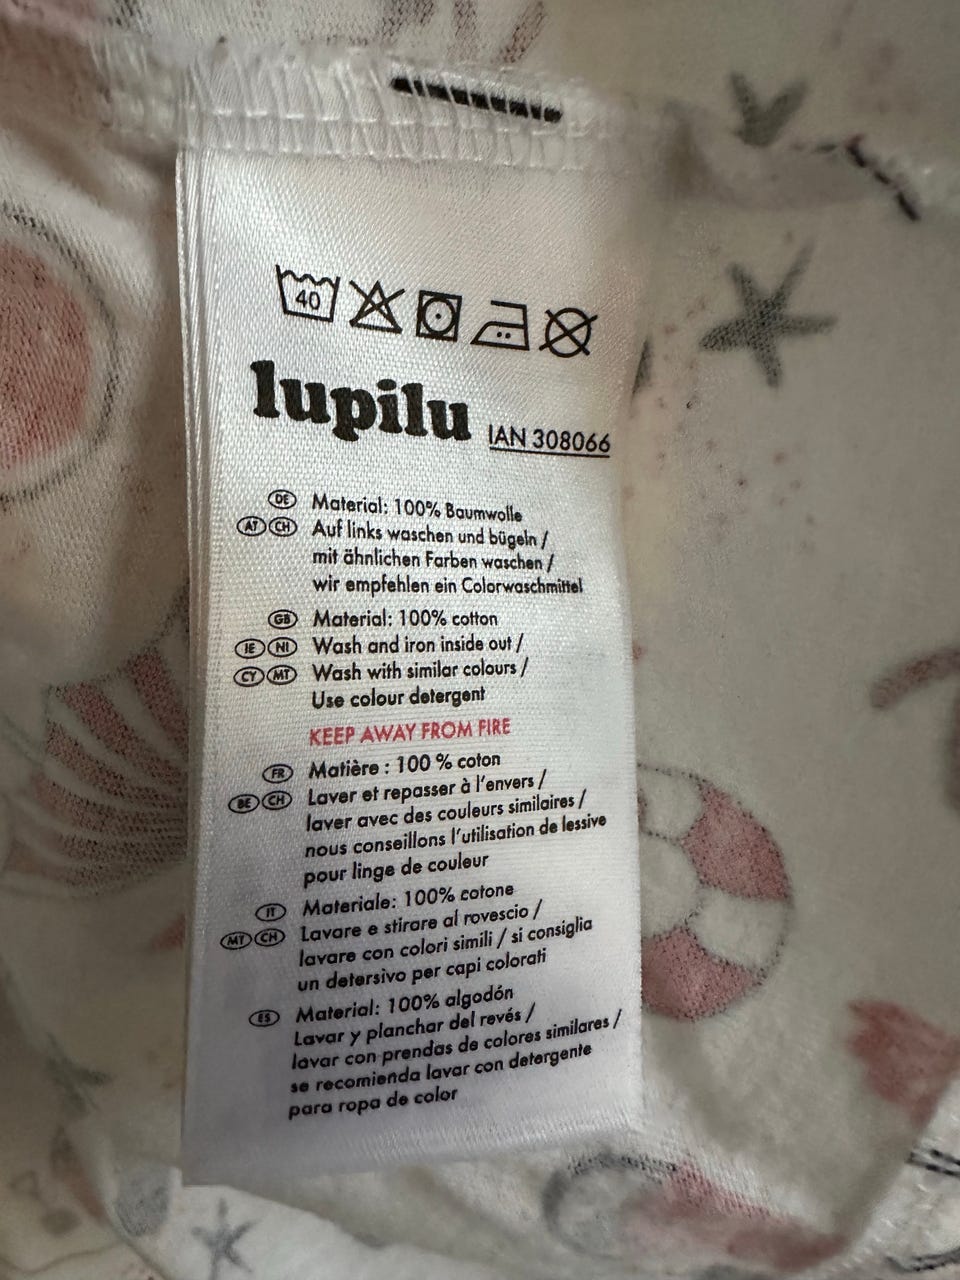 40
lupilu IAN 308066
DE Material: 100% Baumwolle
AT CH Auf links waschen und bügeln /
mit ähnlichen Farben waschen /
wir empfehlen ein Colorwaschmittel
GB Material: 100% cotton
IE NI Wash and iron inside out /
CY MT Wash with similar colours /
Use colour detergent
KEEP AWAY FROM FIRE
FR Matière : 100 % coton
BE CH Laver et repasser à l'envers /
laver avec des couleurs similaires /
nous conseillons l'utilisation de lessive
pour linge de couleur
IT Materiale: 100% cotone
MT CH Lavare e stirare al rovescio /
lavare con colori simili / si consiglia
un detersivo per capi colorati
ES Material: 100% algodón
Lavar y planchar del revés /
lavar con prendas de colores similares /
se recomienda lavar con detergente
para ropa de color